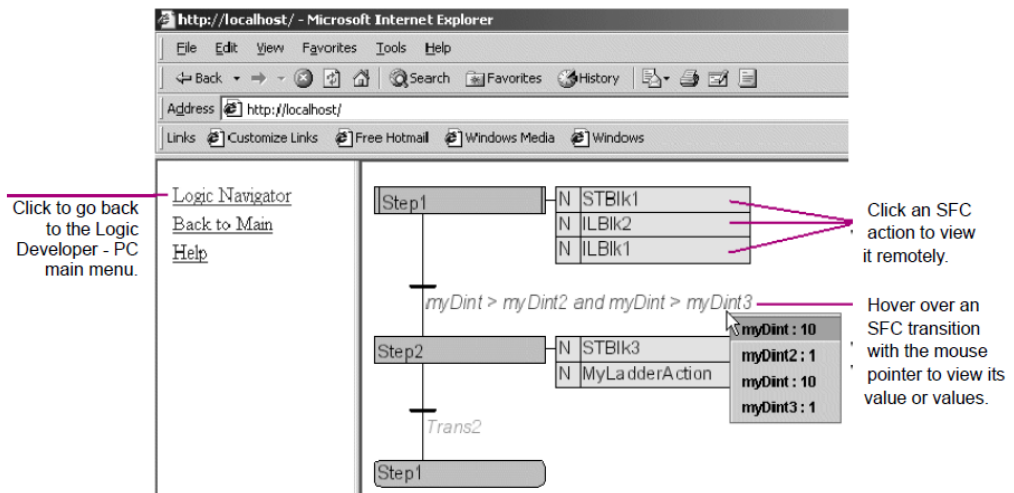 http://localhost/ - Microsoft Internet Explorer
File Edit View Favorites Tools Help
Back Search Favorites History
Address http://localhost/
Links Customize Links Free Hotmail Windows Media Windows
Click to go back
to the Logic
Developer - PC
main menu.
Logic Navigator
Back to Main
Help
Step1
N STBlk1
N ILBlk2
N ILBlk1
Click an SFC
action to view
it remotely.
myDint > myDint2 and myDint > myDint3
Hover over an
SFC transition
with the mouse
pointer to view its
value or values.
myDint : 10
myDint2 : 1
myDint : 10
myDint3 : 1
Step2
N STBlk3
N MyLadderAction
Trans2
Step1